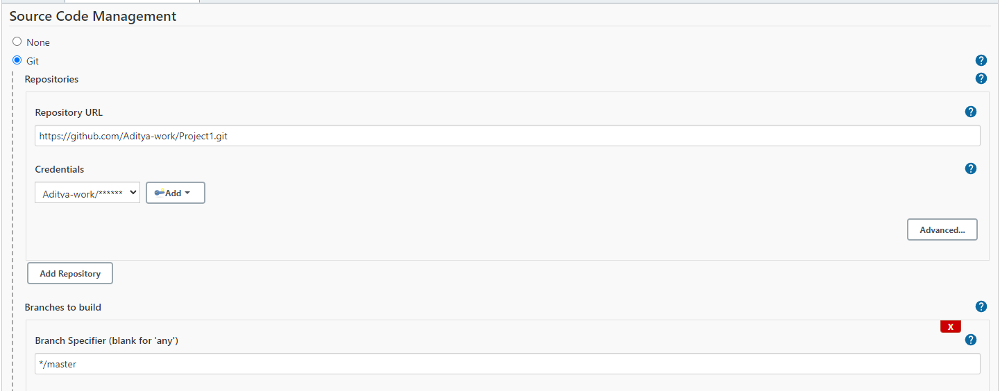 Source Code Management
None
Git
?
Repositories
?
Repository URL
?
https://github.com/Aditya-work/Project1.git
Credentials
?
Aditya-work/******
Add
Advanced...
Add Repository
Branches to build
?
X
Branch Specifier (blank for 'any')
?
*/master